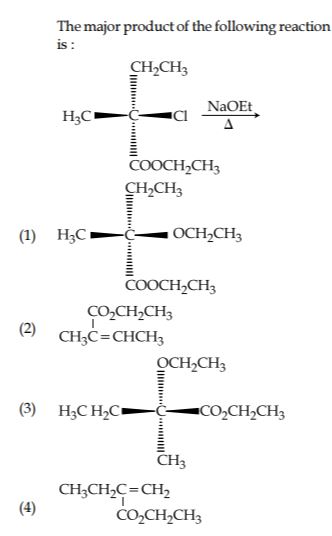 The major product of the following reaction
is :
CH₂CH₃
H₃C C Cl NaOEt
Δ
COOCH₂CH₃
CH₂CH₃
(1) H₃C C OCH₂CH₃
COOCH₂CH₃
CO₂CH₂CH₃
(2) CH₃C=CHCH₃
OCH₂CH₃
(3) H₃C H₂C C CO₂CH₂CH₃
CH₃
(4) CH₃CH₂C=CH₂
CO₂CH₂CH₃